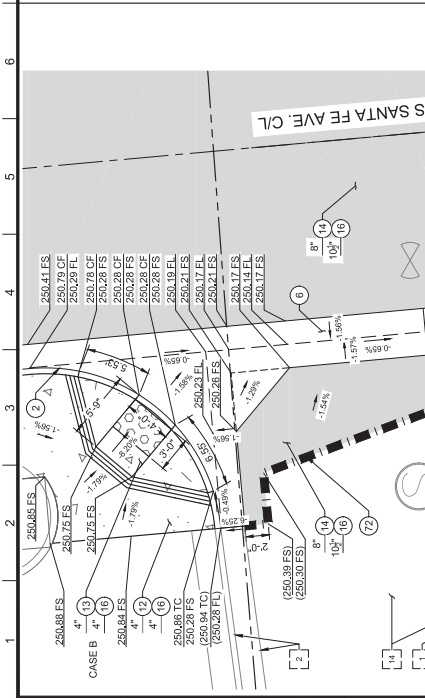 6
5
4
3
2
1
S SANTA FE AVE. C/L
250.41 FS
250.79 CF
250.29 FL
250.78 CF
250.28 FS
250.28 CF
250.28 CF
250.28 FS
250.19 FL
250.21 FS
250.17 FL
250.21 FS
250.17 FS
250.14 FL
250.17 FS
8" 14
10½" 16
6
2
-1.56%
5.53'
-0.65%
-1.58%
5'-9"
4'-0"
-8.20%
3'-0"
6.55'
250.23 FL
250.26 FS
-1.29%
-1.56%
-1.57%
-0.65%
-1.56%
-1.54%
-1.79%
-1.79%
-0.49%
-6.25%
2'-0"
250.85 FS
250.75 FS
250.75 FS
250.88 FS
CASE B
4" 13
4" 16
250.84 FS
4" 12
4" 16
250.86 TC
250.28 FS
(250.94 TC)
(250.28 FL)
(250.39 FS)
(250.30 FS)
8" 14
10½" 16
72
2
14
1
S